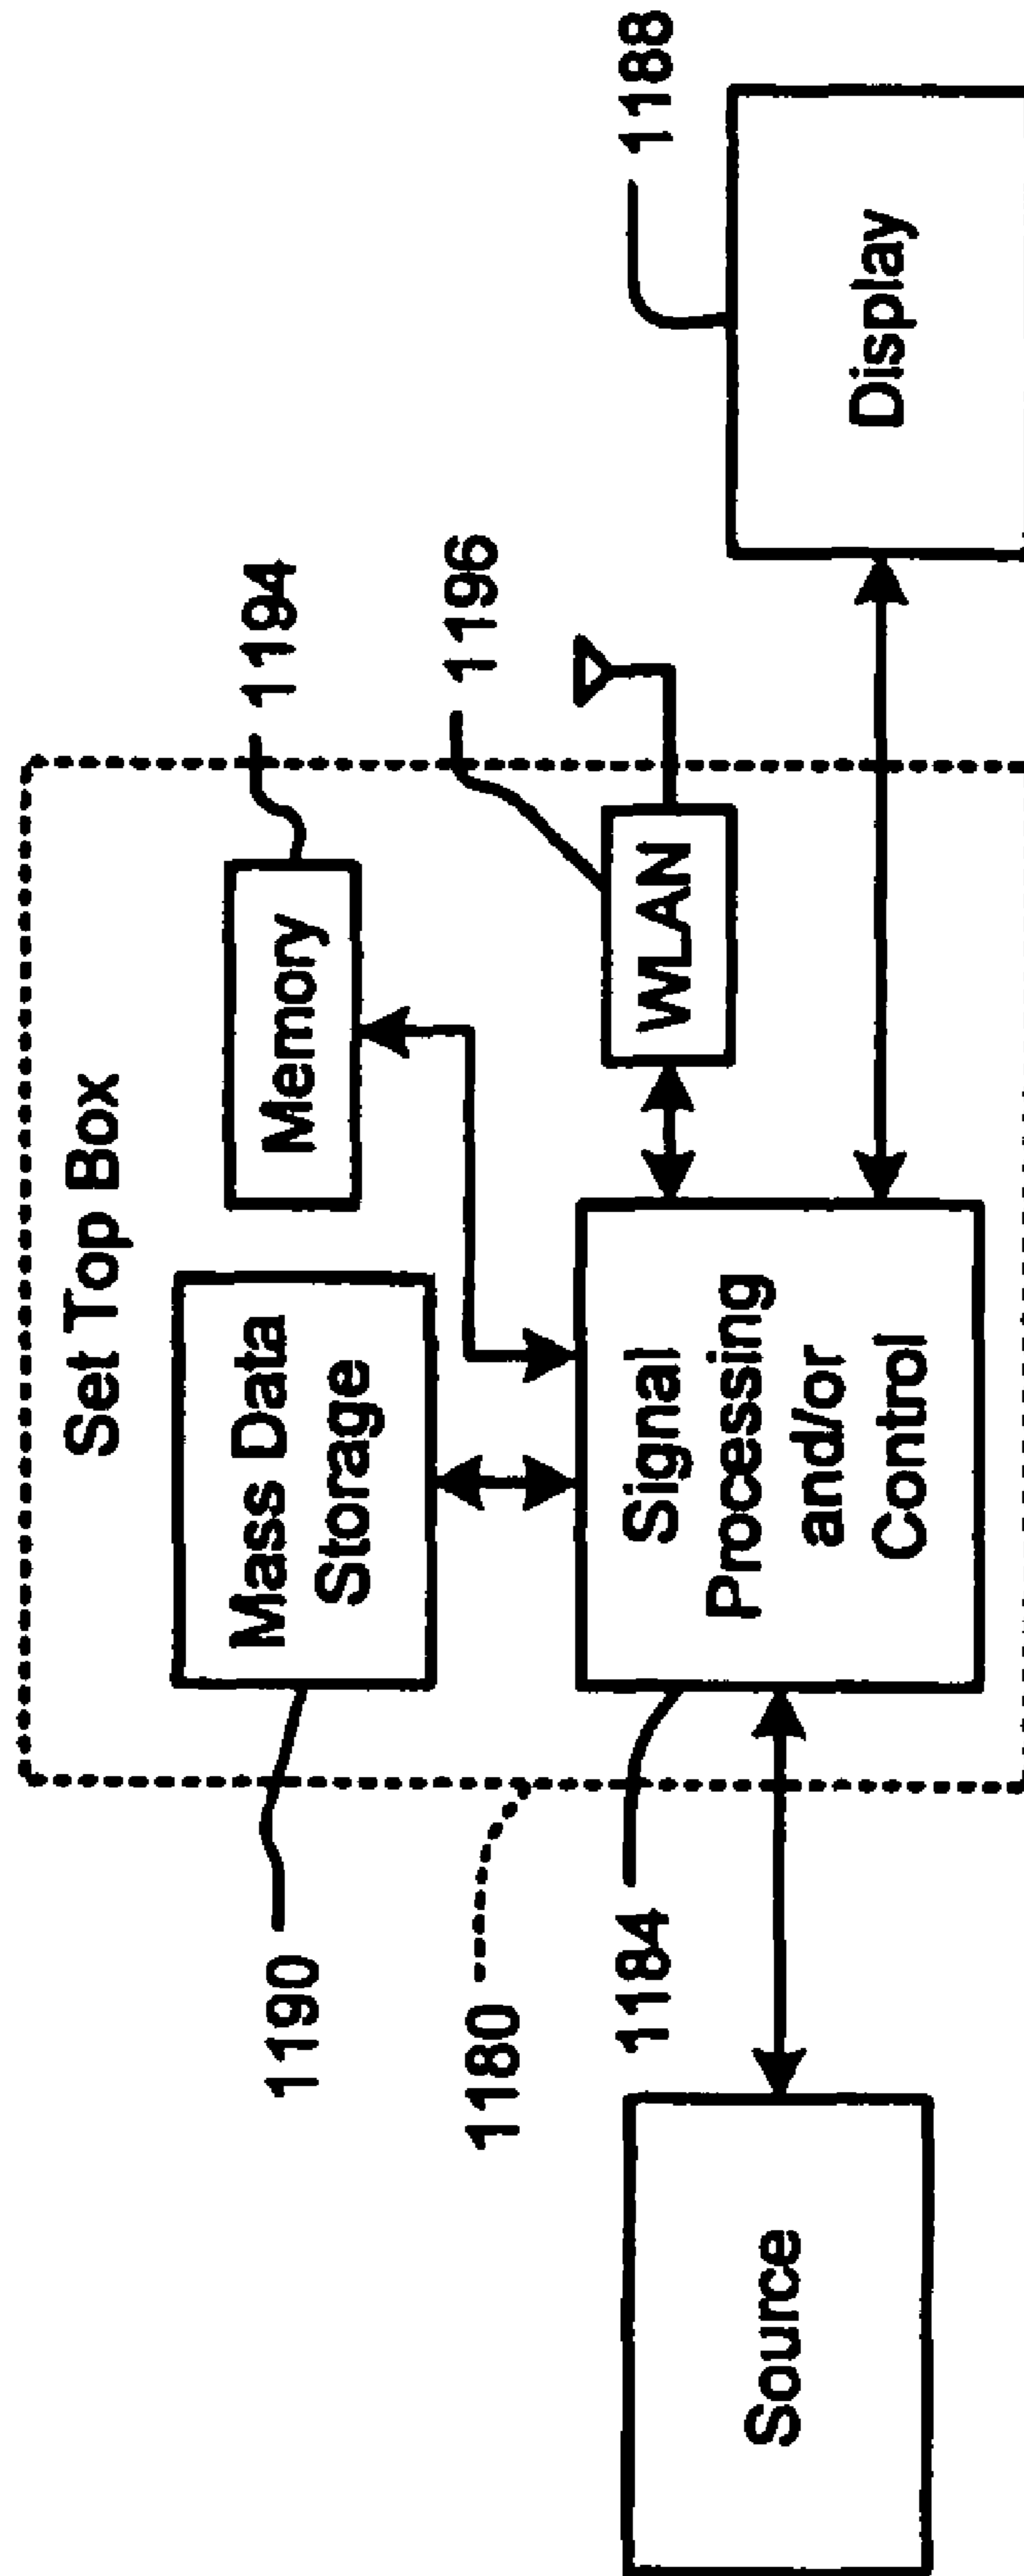 Set Top Box
1190
Mass Data
Storage
Memory
1194
1180
1196
1184
Signal
Processing
and/or
Control
WLAN
1188
Source
Display